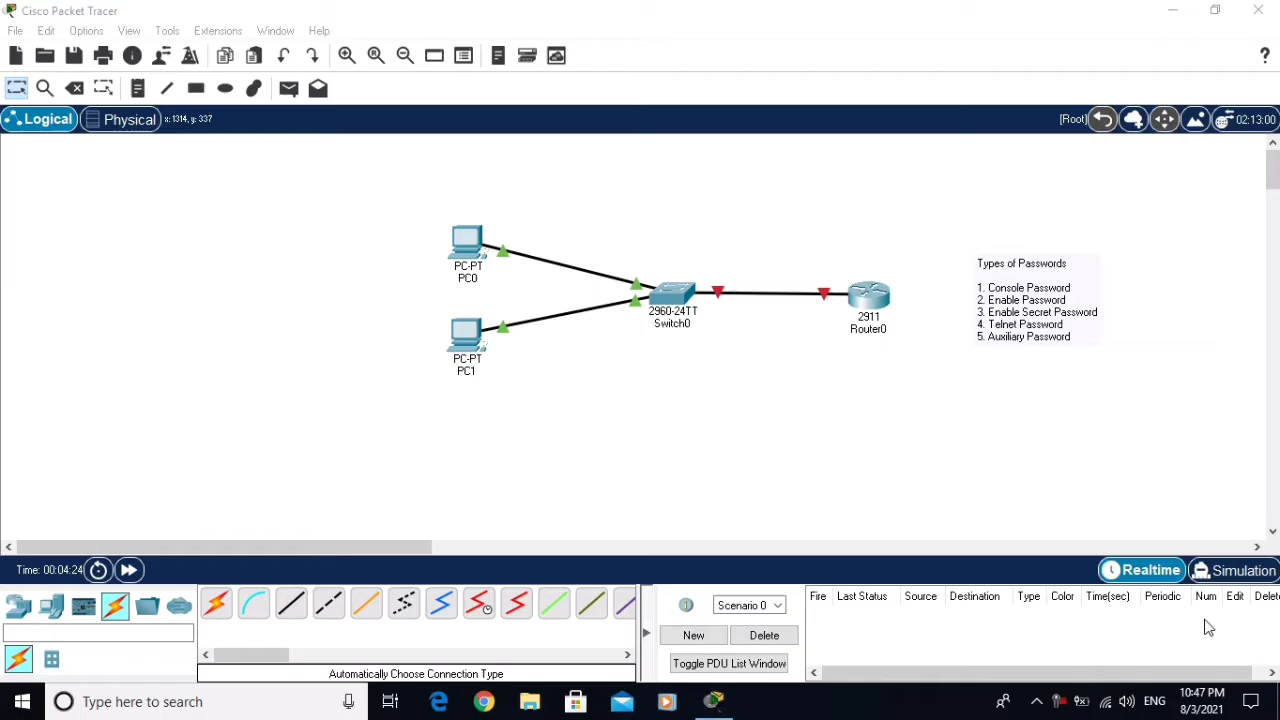 Cisco Packet Tracer
File Edit Options View Tools Extensions Window Help
Logical Physical x: 1314, y: 337 [Root] 02:13:00
PC-PT
PC0
PC-PT
PC1
2960-24TT
Switch0
2911
Router0
Types of Passwords
1. Console Password
2. Enable Password
3. Enable Secret Password
4. Telnet Password
5. Auxiliary Password
Time: 00:04:24 Realtime Simulation
Scenario 0
New Delete
Toggle PDU List Window
Fire Last Status Source Destination Type Color Time(sec) Periodic Num Edit Delete
Automatically Choose Connection Type
Type here to search
ENG
10:47 PM
8/3/2021